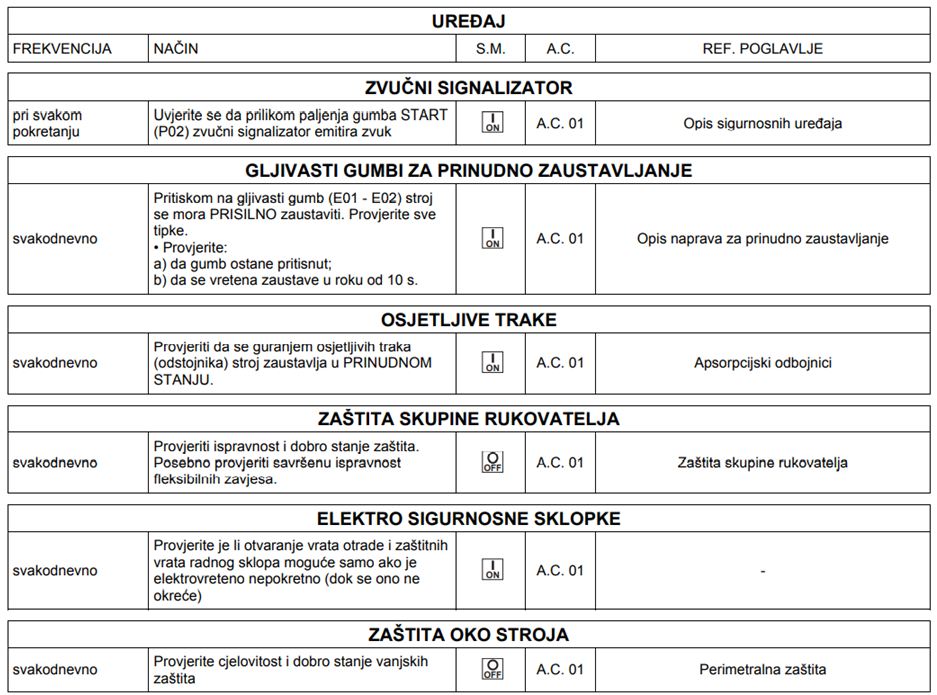 UREĐAJ
FREKVENCIJA NAČIN S.M. A.C. REF. POGLAVLJE
ZVUČNI SIGNALIZATOR
pri svakom
pokretanju
Uvjerite se da prilikom paljenja gumba START
(P02) zvučni signalizator emitira zvuk
I
ON
A.C. 01
Opis sigurnosnih uređaja
GLJIVASTI GUMBI ZA PRINUDNO ZAUSTAVLJANJE
svakodnevno
Pritiskom na gljivasti gumb (E01 - E02) stroj
se mora PRISILNO zaustaviti. Provjerite sve
tipke.
• Provjerite:
a) da gumb ostane pritisnut;
b) da se vretena zaustave u roku od 10 s.
I
ON
A.C. 01
Opis naprava za prinudno zaustavljanje
OSJETLJIVE TRAKE
svakodnevno
Provjeriti da se guranjem osjetljivih traka
(odstojnika) stroj zaustavlja u PRINUDNOM
STANJU.
I
ON
A.C. 01
Apsorpcijski odbojnici
ZAŠTITA SKUPINE RUKOVATELJA
svakodnevno
Provjeriti ispravnost i dobro stanje zaštita.
Posebno provjeriti savršenu ispravnost
fleksibilnih zavjesa.
O
OFF
A.C. 01
Zaštita skupine rukovatelja
ELEKTRO SIGURNOSNE SKLOPKE
svakodnevno
Provjerite je li otvaranje vrata otrade i zaštitnih
vrata radnog sklopa moguće samo ako je
elektrovreteno nepokretno (dok se ono ne
okreće)
I
ON
A.C. 01
-
ZAŠTITA OKO STROJA
svakodnevno
Provjerite cjelovitost i dobro stanje vanjskih
zaštita
O
OFF
A.C. 01
Perimetralna zaštita